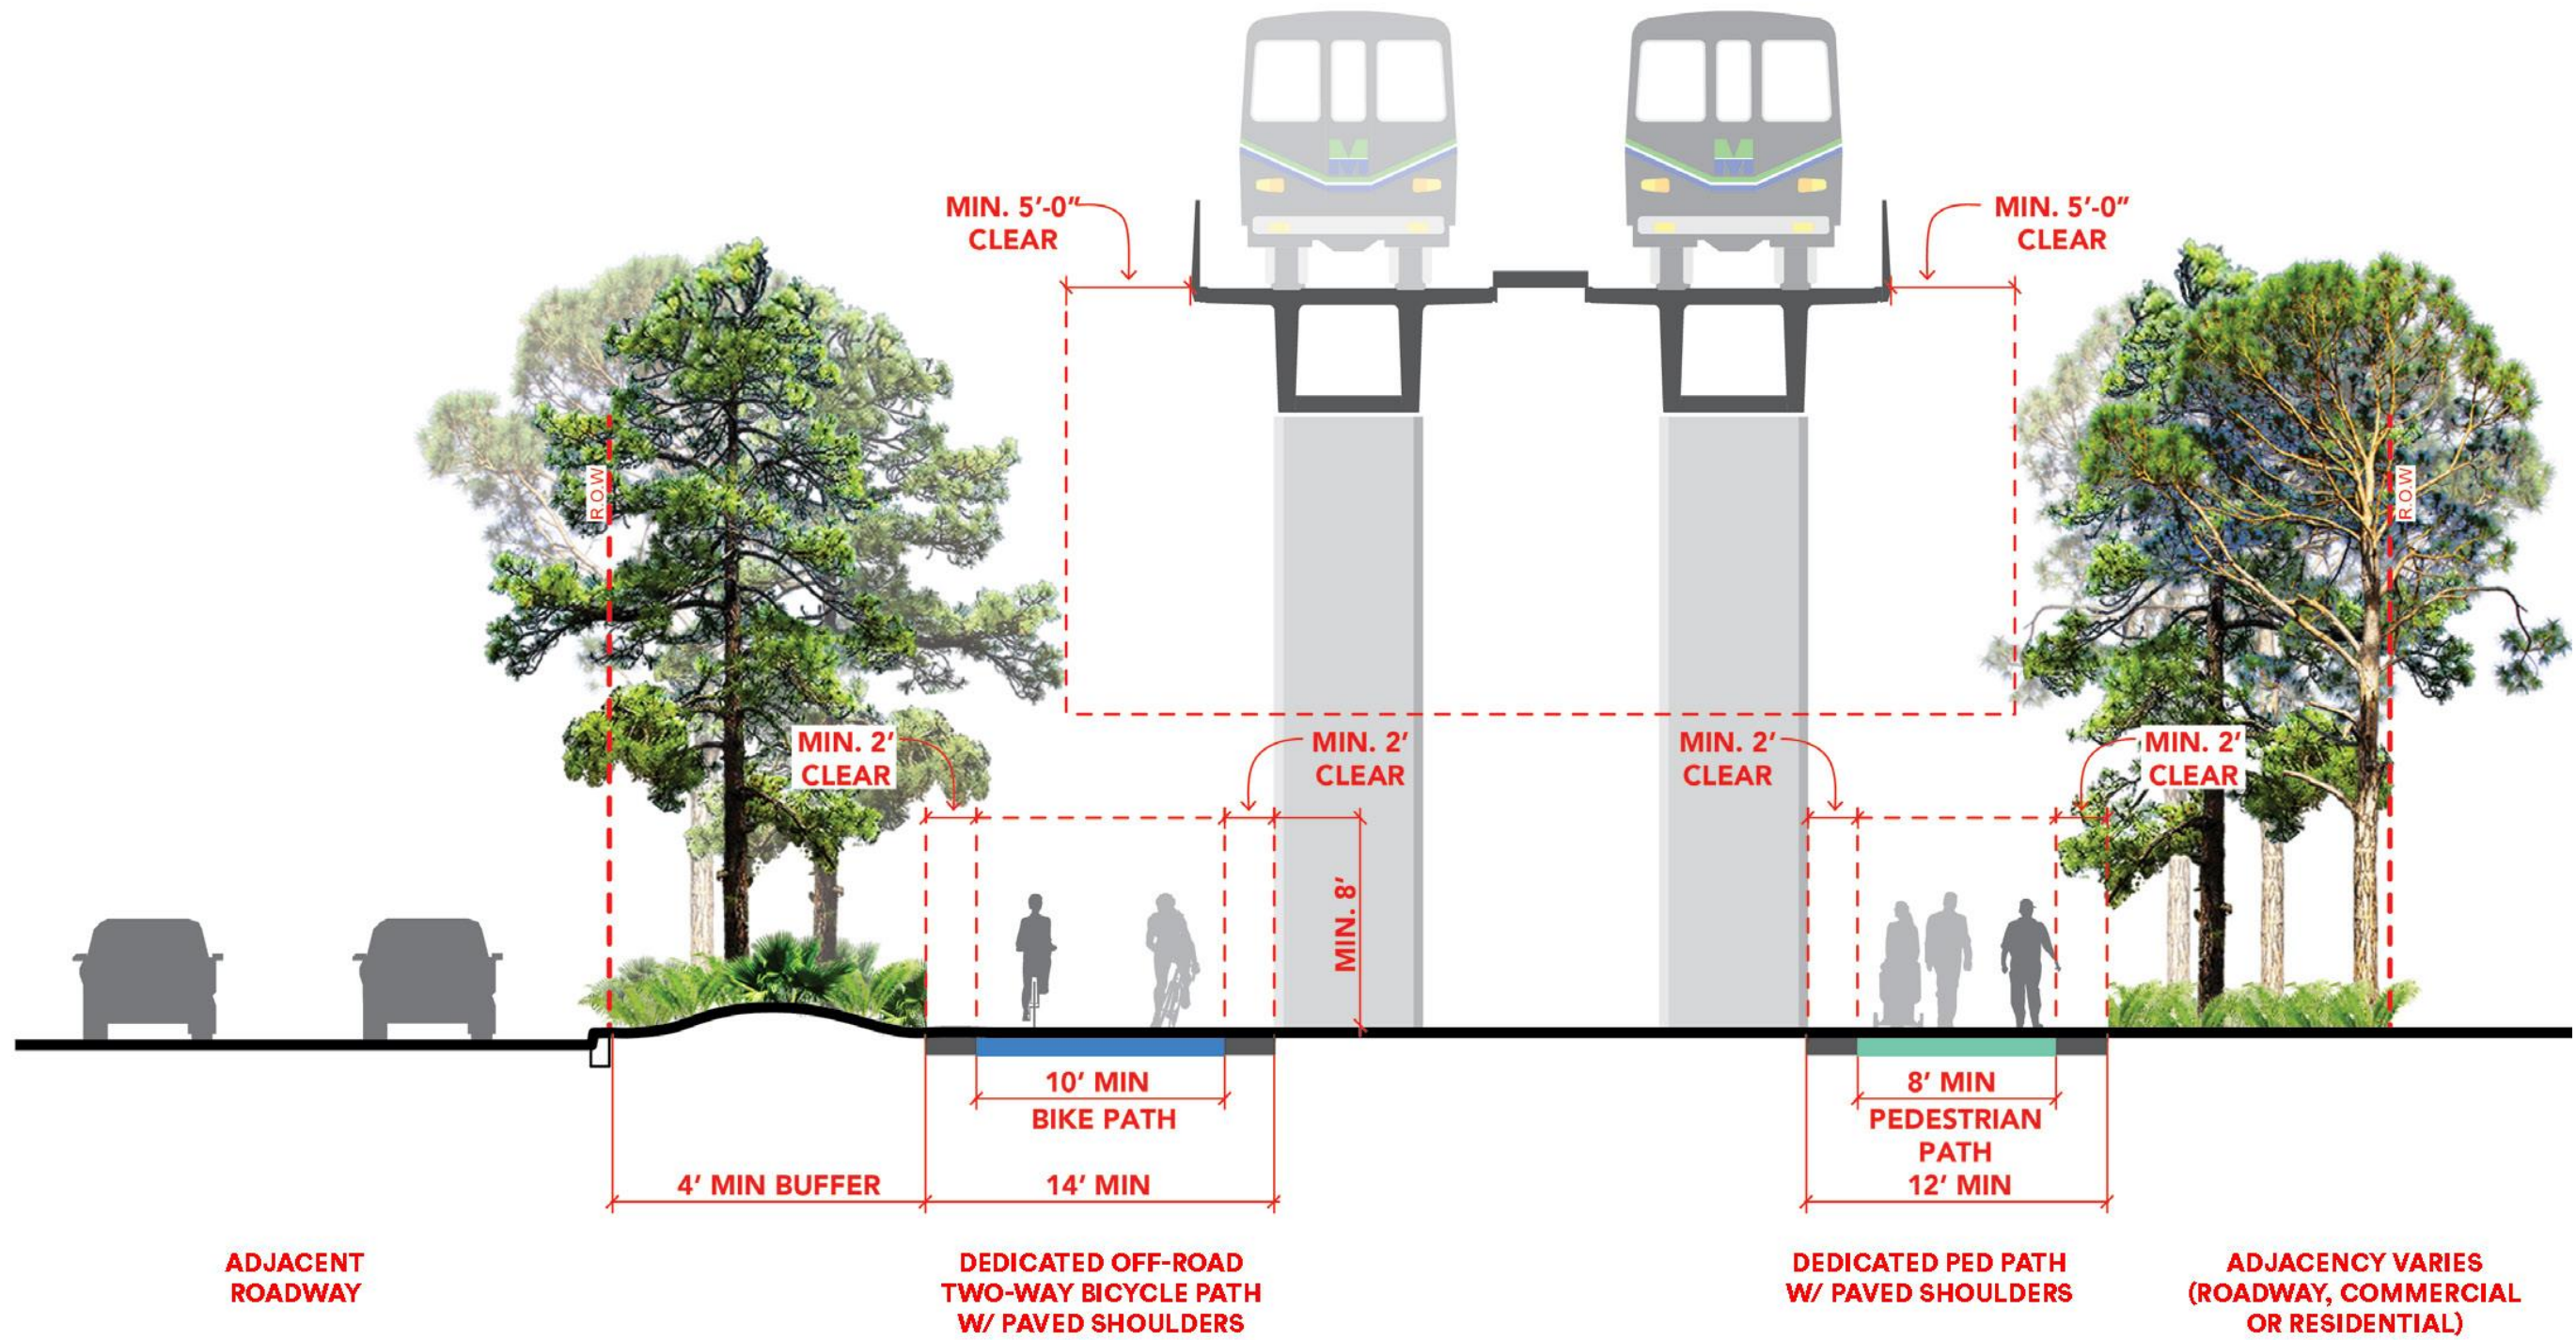 MIN. 5'-0"
CLEAR
MIN. 5'-0"
CLEAR
M
M
R.O.W
R.O.W
MIN. 2'
CLEAR
MIN. 2'
CLEAR
MIN. 2'
CLEAR
MIN. 2'
CLEAR
MIN. 8'
10' MIN
BIKE PATH
8' MIN
PEDESTRIAN
PATH
4' MIN BUFFER
14' MIN
12' MIN
ADJACENT
ROADWAY
DEDICATED OFF-ROAD
TWO-WAY BICYCLE PATH
W/ PAVED SHOULDERS
DEDICATED PED PATH
W/ PAVED SHOULDERS
ADJACENCY VARIES
(ROADWAY, COMMERCIAL
OR RESIDENTIAL)